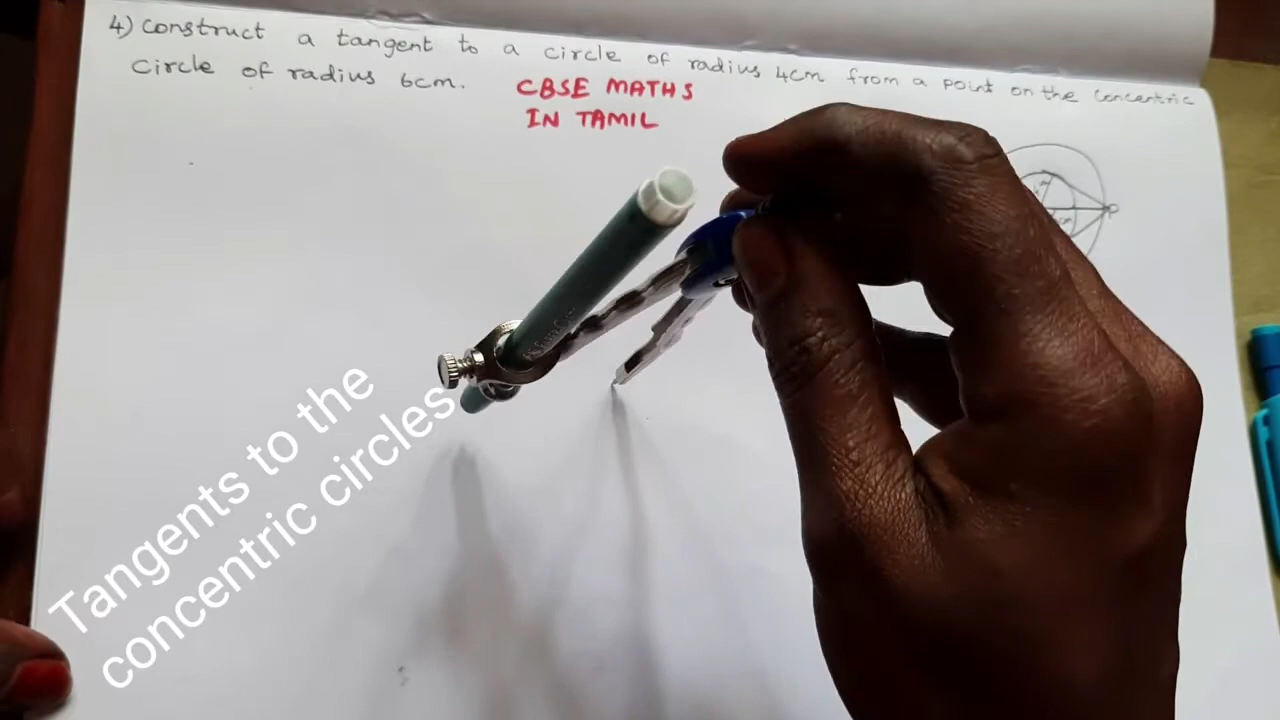 4) Construct a tangent to a circle of radius 4cm from a point on the concentric
Circle of radius 6cm.
CBSE MATHS
IN TAMIL
Tangents to the
concentric circles